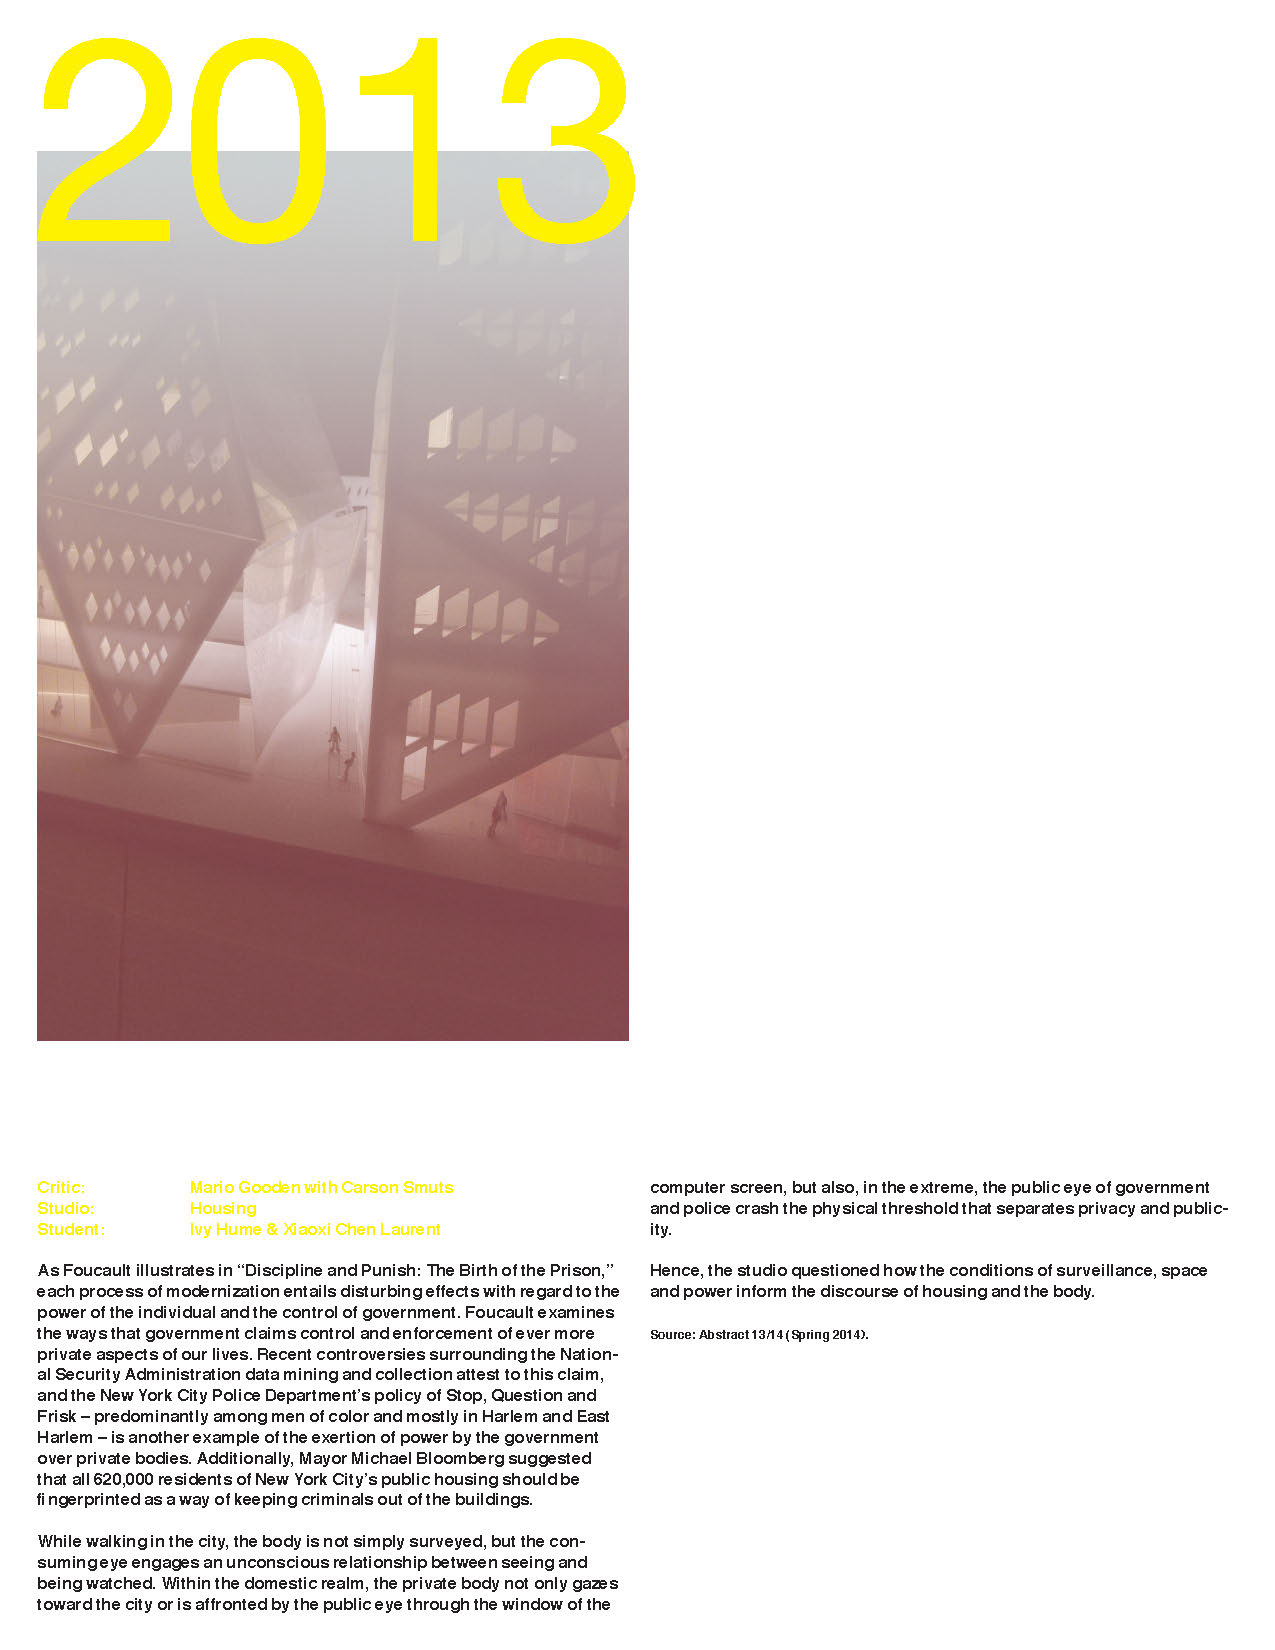 2013
Critic: Mario Gooden with Carson Smuts
Studio: Housing
Student: Ivy Hume & Xiaoxi Chen Laurent
As Foucault illustrates in “Discipline and Punish: The Birth of the Prison,”
each process of modernization entails disturbing effects with regard to the
power of the individual and the control of government. Foucault examines
the ways that government claims control and enforcement of ever more
private aspects of our lives. Recent controversies surrounding the Nation-
al Security Administration data mining and collection attest to this claim,
and the New York City Police Department’s policy of Stop, Question and
Frisk – predominantly among men of color and mostly in Harlem and East
Harlem – is another example of the exertion of power by the government
over private bodies. Additionally, Mayor Michael Bloomberg suggested
that all 620,000 residents of New York City’s public housing should be
fingerprinted as a way of keeping criminals out of the buildings.
While walking in the city, the body is not simply surveyed, but the con-
suming eye engages an unconscious relationship between seeing and
being watched. Within the domestic realm, the private body not only gazes
toward the city or is affronted by the public eye through the window of the
computer screen, but also, in the extreme, the public eye of government
and police crash the physical threshold that separates privacy and public-
ity.
Hence, the studio questioned how the conditions of surveillance, space
and power inform the discourse of housing and the body.
Source: Abstract 13/14 (Spring 2014).